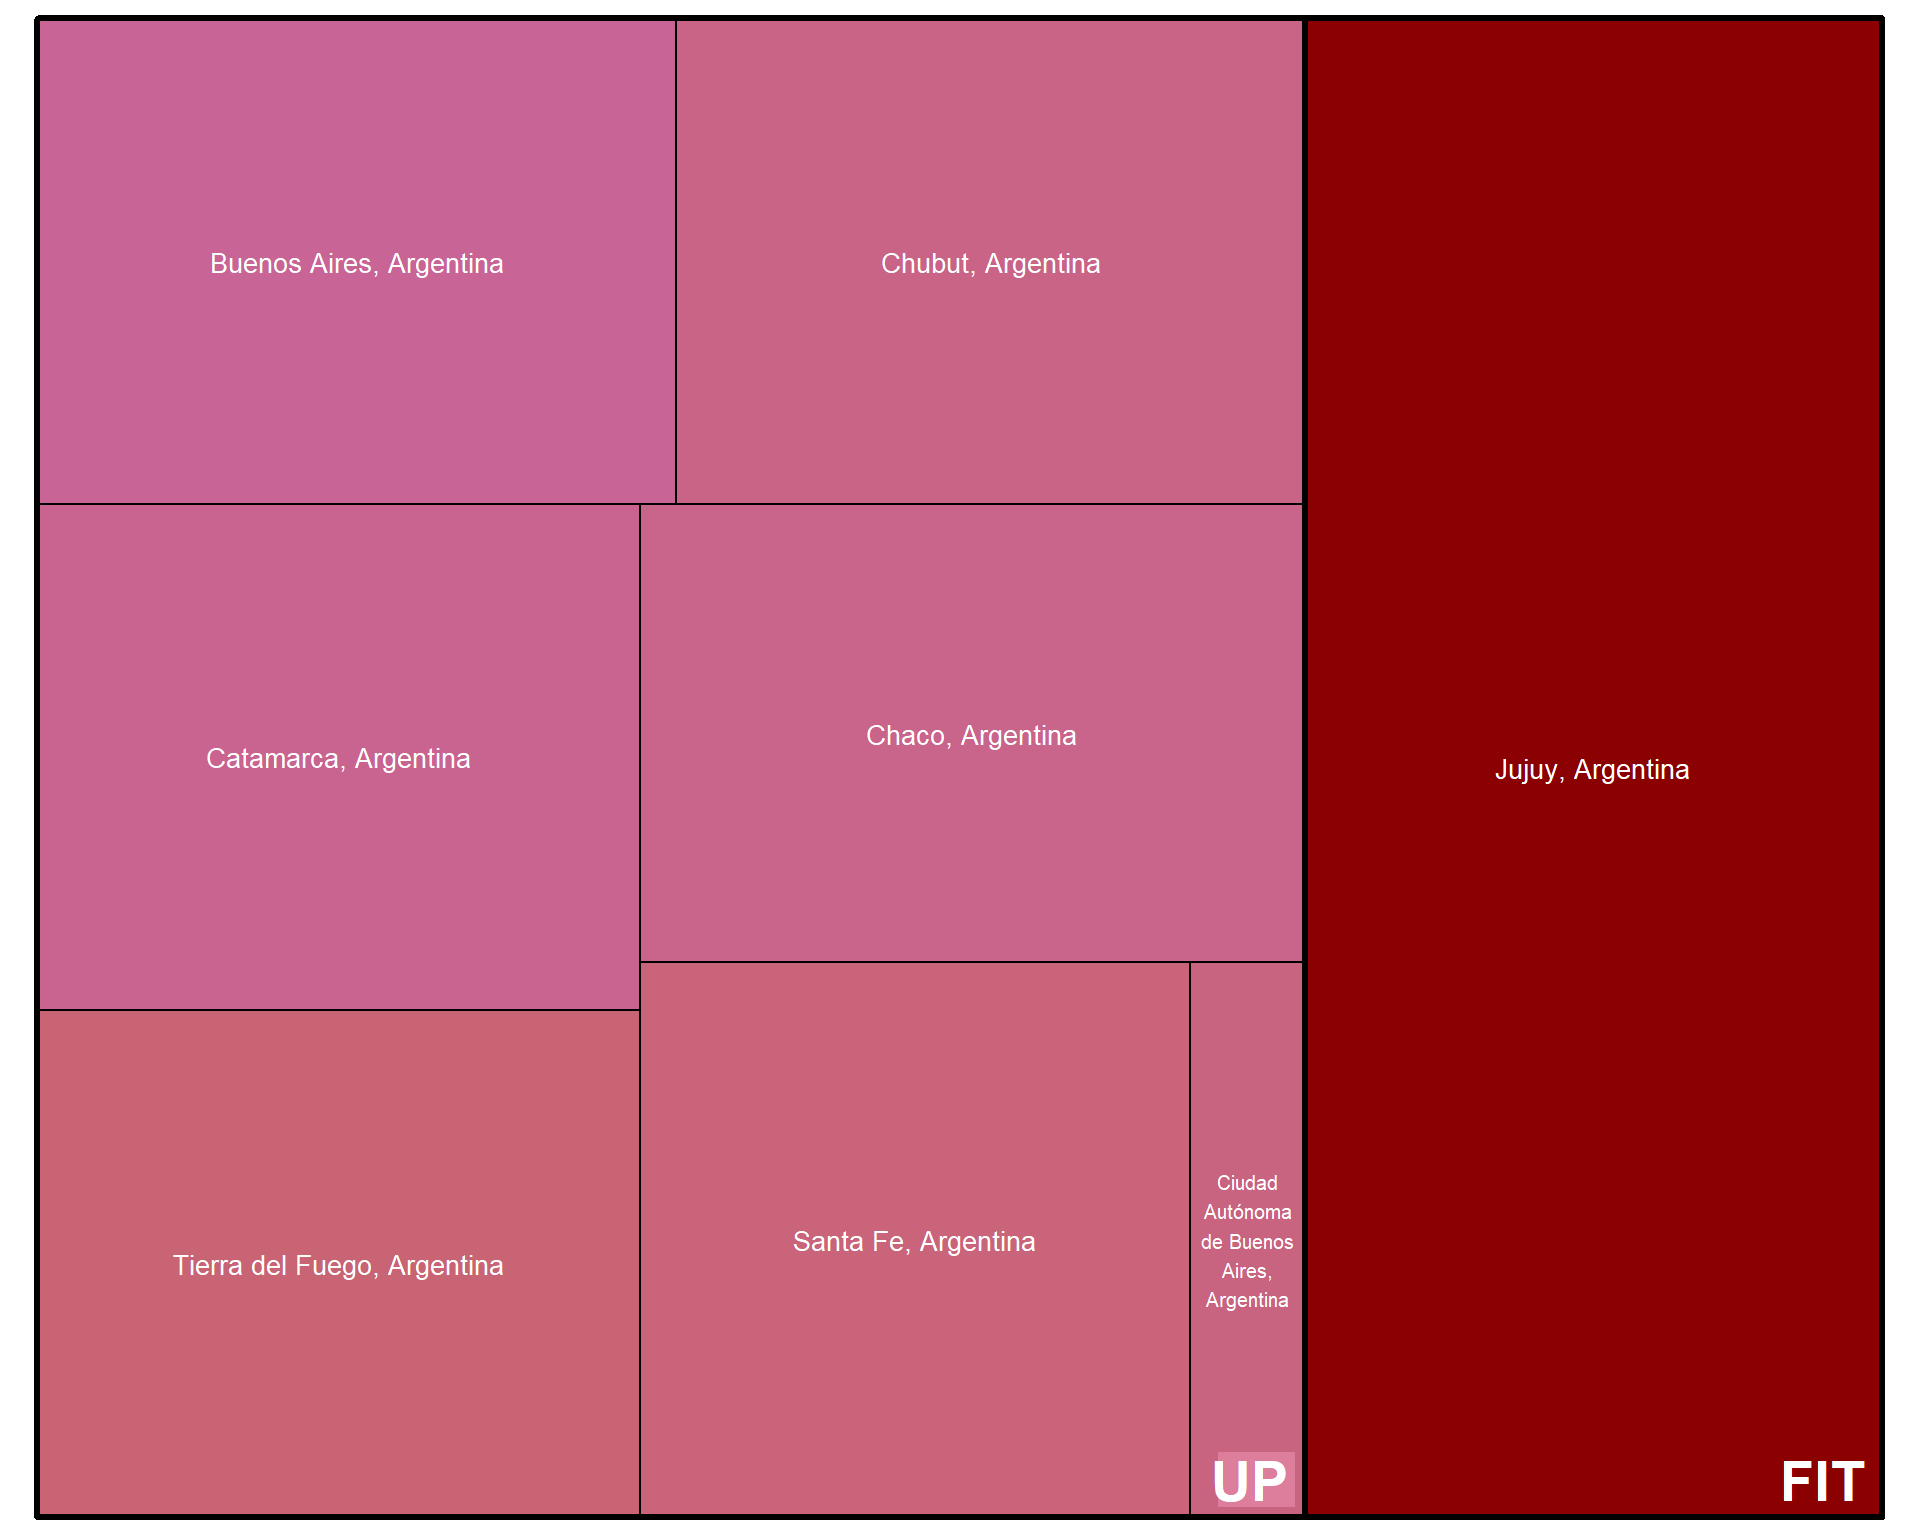 Buenos Aires, Argentina
Chubut, Argentina
Catamarca, Argentina
Chaco, Argentina
Jujuy, Argentina
Tierra del Fuego, Argentina
Santa Fe, Argentina
Ciudad
Autónoma
de Buenos
Aires,
Argentina
UP
FIT